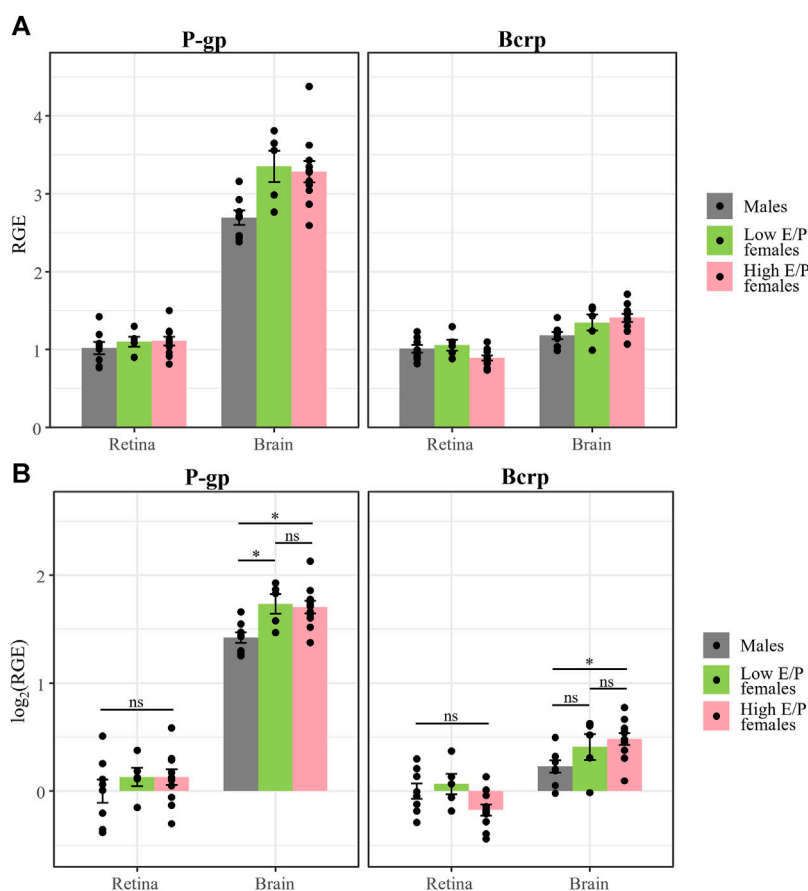 A
P-gp
Bcrp
RGE
4
3
2
1
0
Retina
Brain
Retina
Brain
Males
Low E/P
females
High E/P
females
B
P-gp
Bcrp
log2(RGE)
2
1
0
*
ns
*
ns
ns
ns
*
ns
ns
Retina
Brain
Retina
Brain
Males
Low E/P
females
High E/P
females